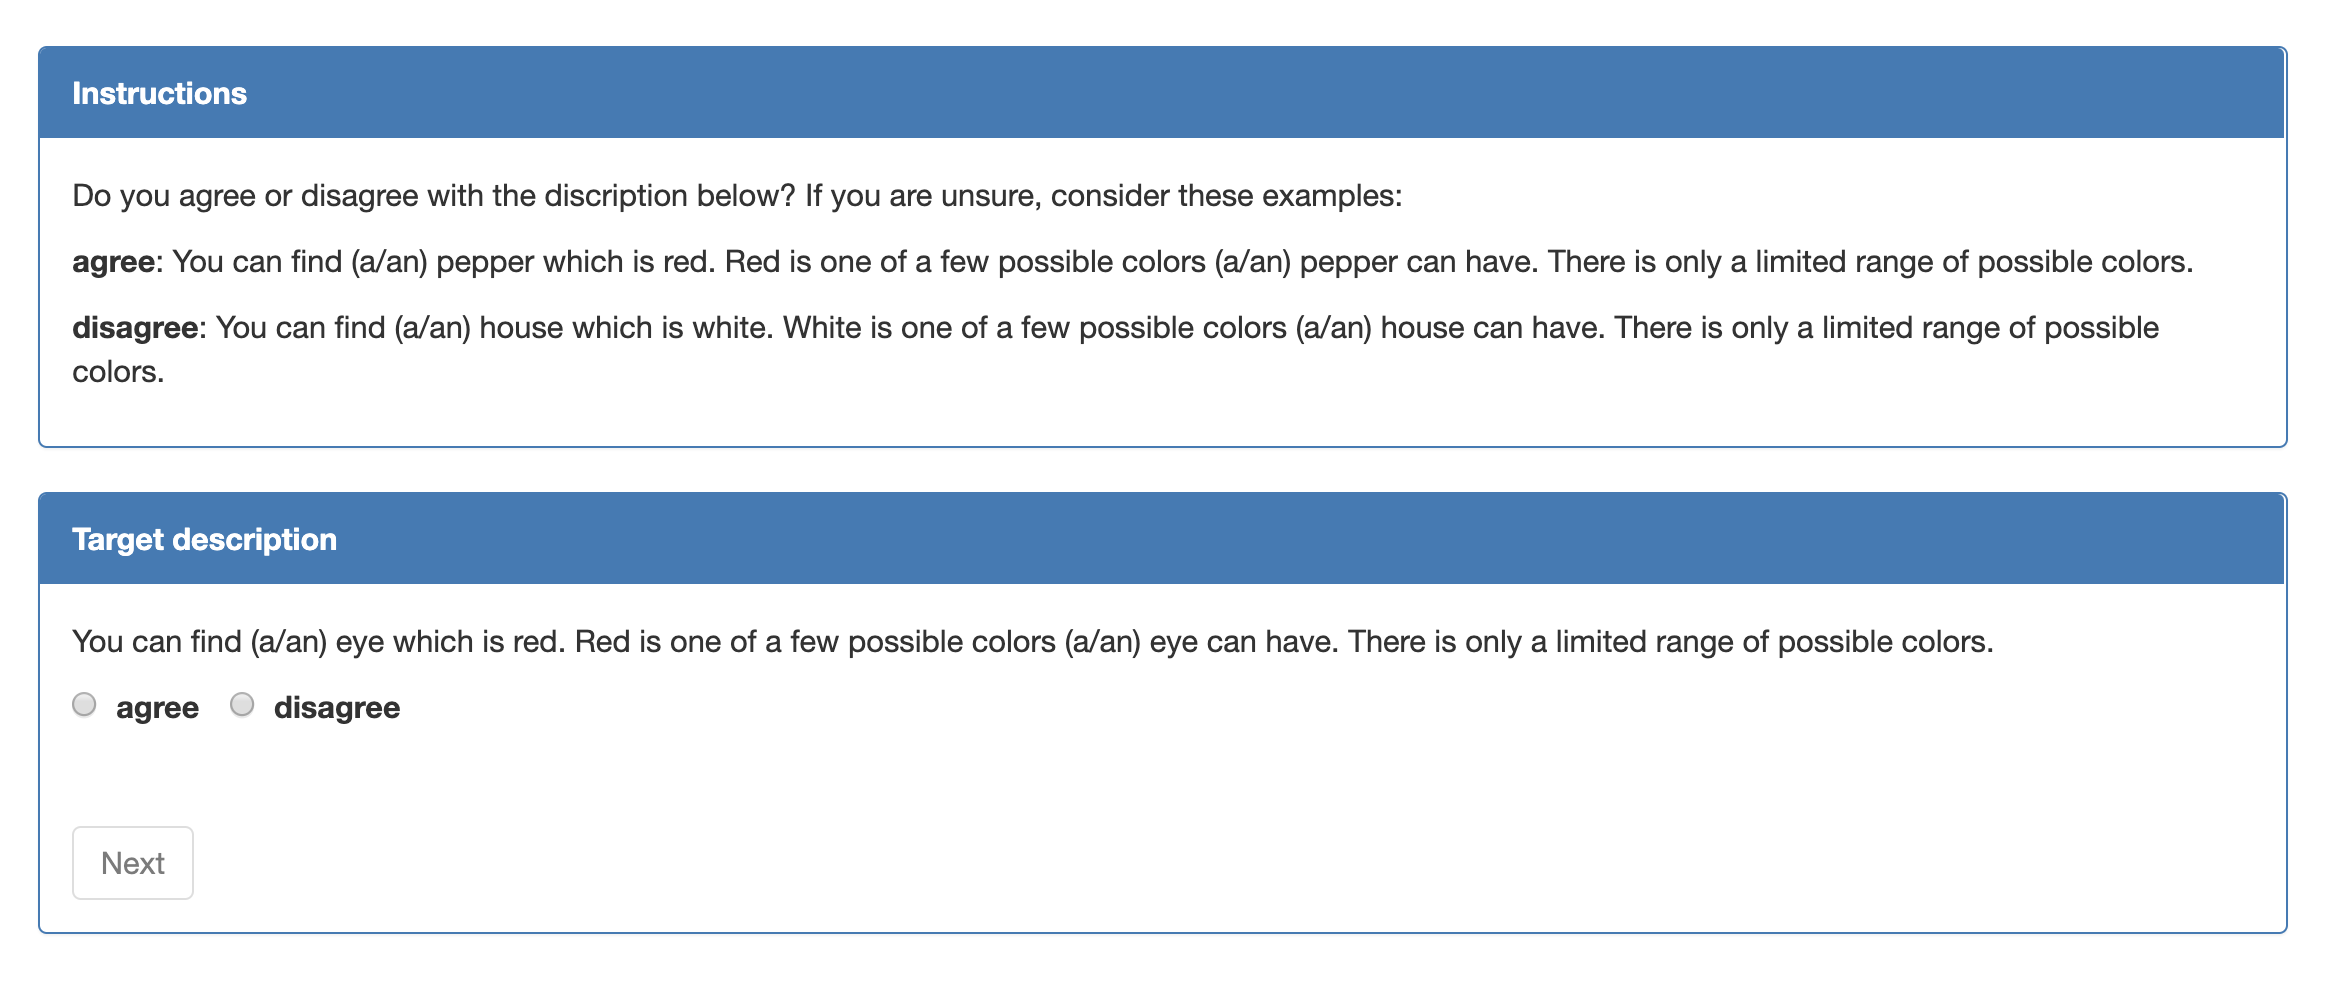 Instructions
Do you agree or disagree with the discription below? If you are unsure, consider these examples:
agree: You can find (a/an) pepper which is red. Red is one of a few possible colors (a/an) pepper can have. There is only a limited range of possible colors.
disagree: You can find (a/an) house which is white. White is one of a few possible colors (a/an) house can have. There is only a limited range of possible
colors.
Target description
You can find (a/an) eye which is red. Red is one of a few possible colors (a/an) eye can have. There is only a limited range of possible colors.
agree disagree
Next